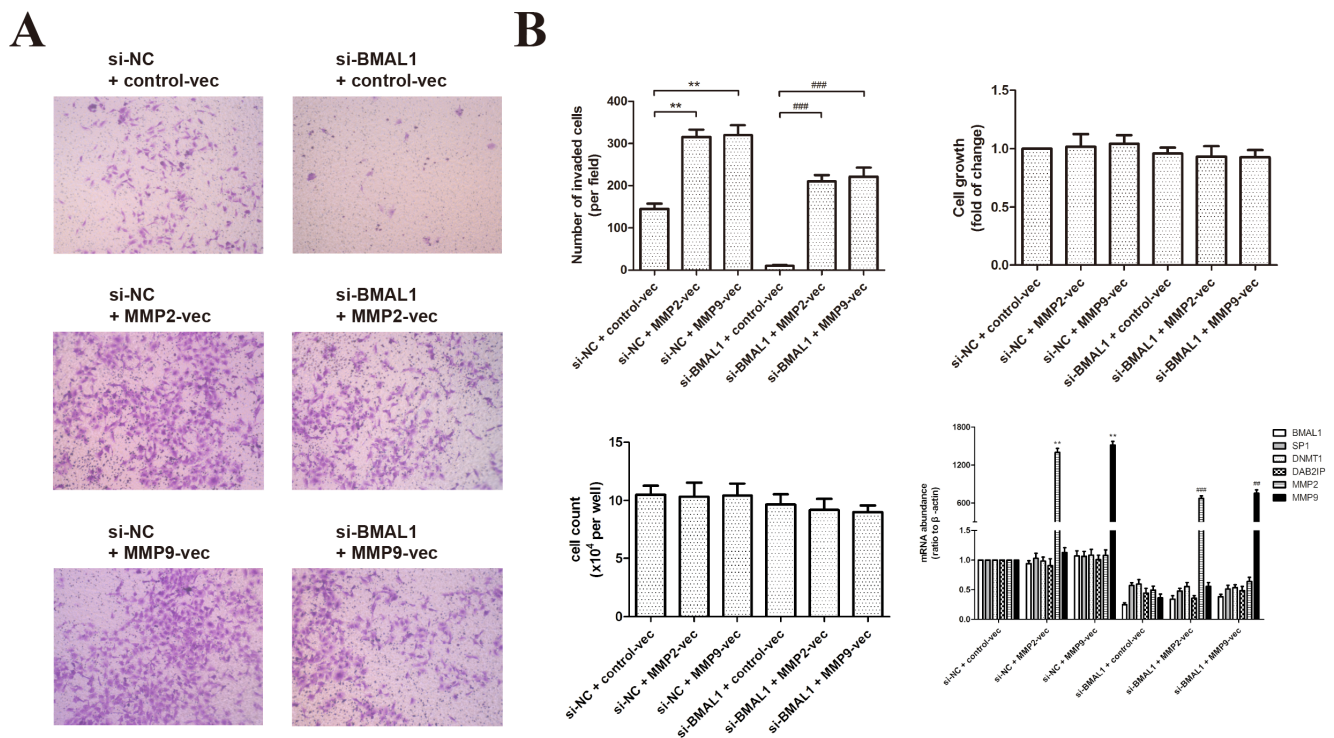 A
si-NC
+ control-vec
si-BMAL1
+ control-vec
si-NC
+ MMP2-vec
si-BMAL1
+ MMP2-vec
si-NC
+ MMP9-vec
si-BMAL1
+ MMP9-vec
B
Number of invaded cells
(per field)
400
300
200
100
0
**
**
###
###
si-NC + control-vec
si-NC + MMP2-vec
si-NC + MMP9-vec
si-BMAL1 + control-vec
si-BMAL1 + MMP2-vec
si-BMAL1 + MMP9-vec
Cell growth
(fold of change)
1.5
1.0
0.5
0.0
si-NC + control-vec
si-NC + MMP2-vec
si-NC + MMP9-vec
si-BMAL1 + control-vec
si-BMAL1 + MMP2-vec
si-BMAL1 + MMP9-vec
cell count
(x10⁴ per well)
15
10
5
0
si-NC + control-vec
si-NC + MMP2-vec
si-NC + MMP9-vec
si-BMAL1 + control-vec
si-BMAL1 + MMP2-vec
si-BMAL1 + MMP9-vec
mRNA abundance
(ratio to β -actin)
1800
1200
600
1.5
1.0
0.5
0.0
**
**
###
##
si-NC + control-vec
si-NC + MMP2-vec
si-NC + MMP9-vec
si-BMAL1 + control-vec
si-BMAL1 + MMP2-vec
si-BMAL1 + MMP9-vec
BMAL1
SP1
DNMT1
DAB2IP
MMP2
MMP9